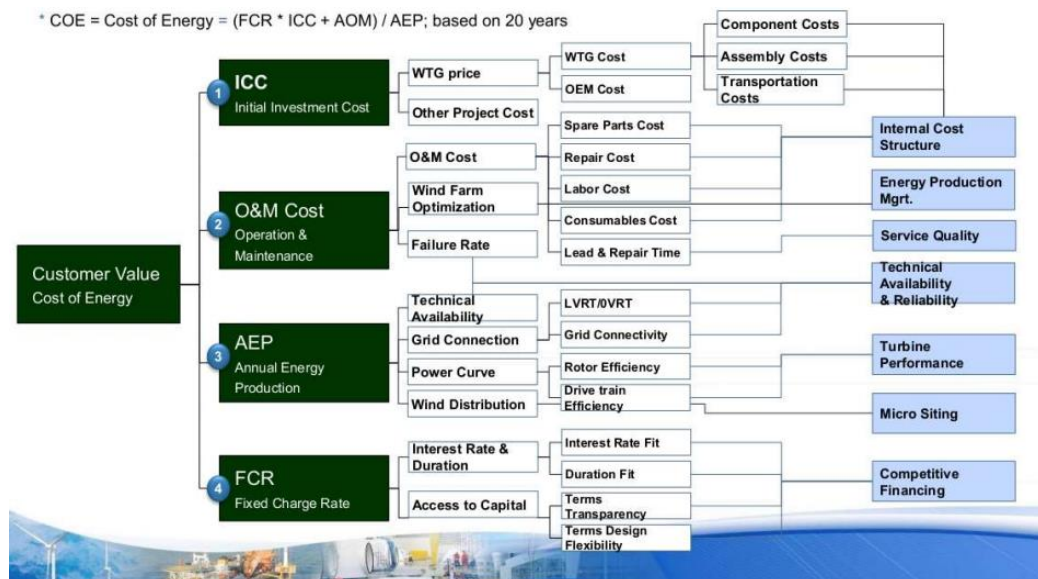 * COE = Cost of Energy = (FCR * ICC + AOM) / AEP; based on 20 years
Customer Value
Cost of Energy
1
ICC
Initial Investment Cost
WTG price
Other Project Cost
WTG Cost
OEM Cost
Component Costs
Assembly Costs
Transportation
Costs
2
O&M Cost
Operation &
Maintenance
O&M Cost
Wind Farm
Optimization
Failure Rate
Spare Parts Cost
Repair Cost
Labor Cost
Consumables Cost
Lead & Repair Time
3
AEP
Annual Energy
Production
Technical
Availability
Grid Connection
Power Curve
Wind Distribution
LVRT/0VRT
Grid Connectivity
Rotor Efficiency
Drive train
Efficiency
4
FCR
Fixed Charge Rate
Interest Rate &
Duration
Access to Capital
Interest Rate Fit
Duration Fit
Terms
Transparency
Terms Design
Flexibility
Internal Cost
Structure
Energy Production
Mgrt.
Service Quality
Technical
Availability
& Reliability
Turbine
Performance
Micro Siting
Competitive
Financing